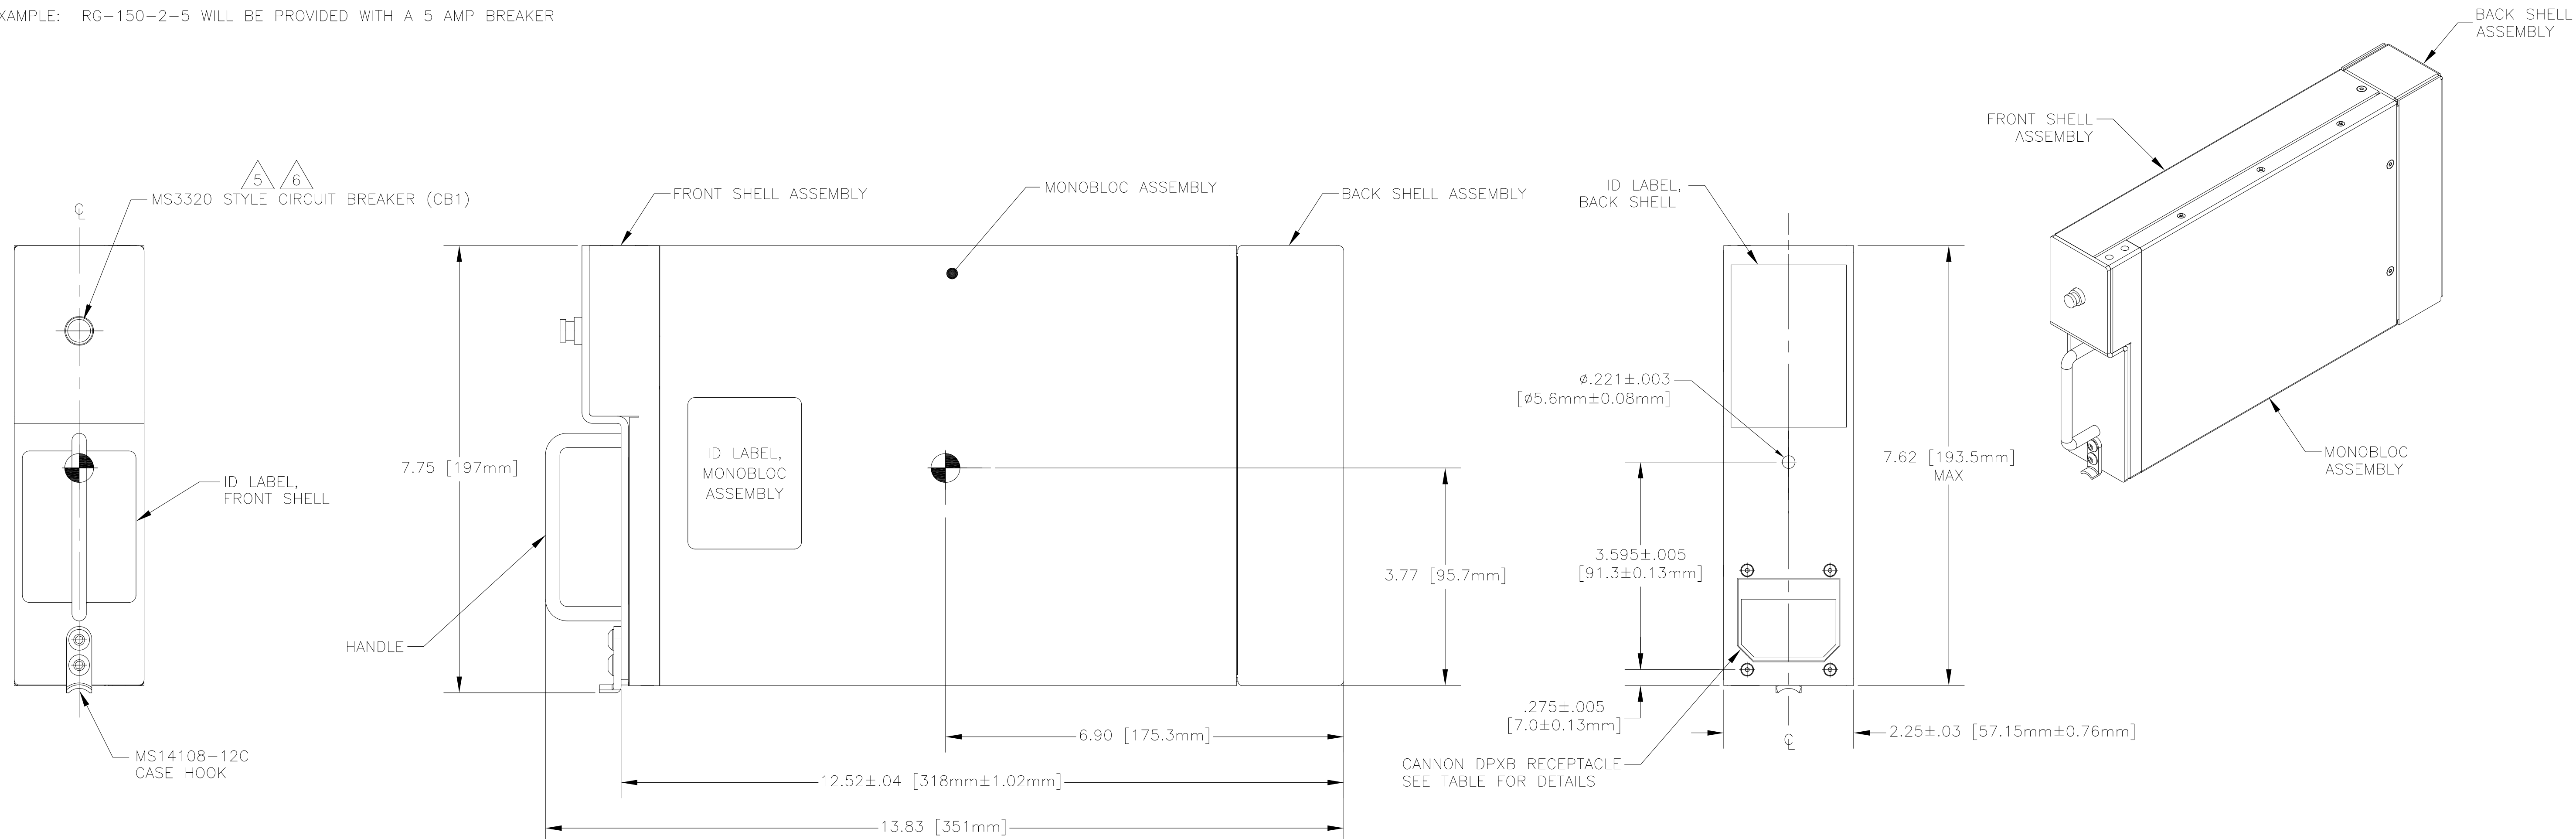 XAMPLE: RG-150-2-5 WILL BE PROVIDED WITH A 5 AMP BREAKER
BACK SHELL
ASSEMBLY
FRONT SHELL
ASSEMBLY
5 6
MS3320 STYLE CIRCUIT BREAKER (CB1)
FRONT SHELL ASSEMBLY
MONOBLOC ASSEMBLY
BACK SHELL ASSEMBLY
ID LABEL,
BACK SHELL
℄
ø.221±.003
[ø5.6mm±0.08mm]
7.75 [197mm]
ID LABEL,
MONOBLOC
ASSEMBLY
7.62 [193.5mm]
MAX
MONOBLOC
ASSEMBLY
ID LABEL,
FRONT SHELL
3.595±.005
[91.3±0.13mm]
3.77 [95.7mm]
HANDLE
.275±.005
[7.0±0.13mm]
6.90 [175.3mm]
2.25±.03 [57.15mm±0.76mm]
℄
MS14108-12C
CASE HOOK
CANNON DPXB RECEPTACLE
SEE TABLE FOR DETAILS
12.52±.04 [318mm±1.02mm]
13.83 [351mm]